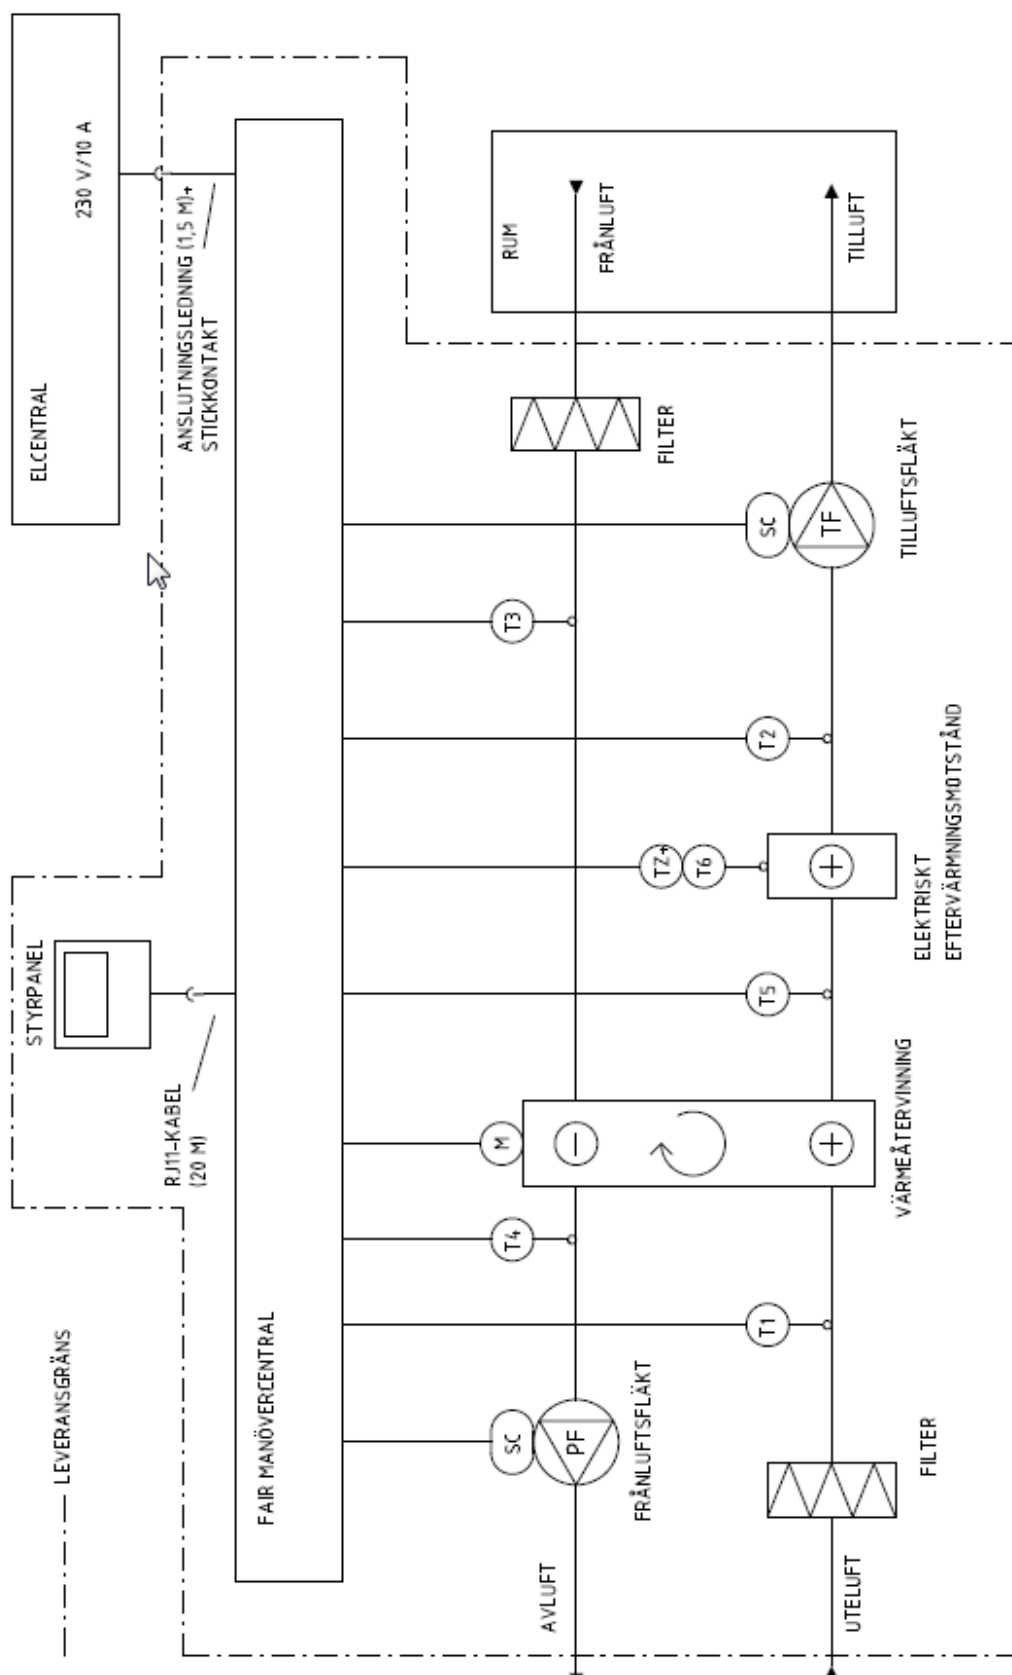 LEVERANSGRÄNS
STYRPANEL
RJ11-KABEL
(20 M)
ELCENTRAL
230 V/10 A
ANSLUTNINGSLEDNING (1,5 M)+
STICKKONTAKT
FAIR MANÖVERCENTRAL
SC
PF
FRÅNLUFTSFLÄKT
AVLUFT
T4
M
T3
FILTER
RUM
FRÅNLUFT
UTELUFT
FILTER
T1
VÄRMEÅTERVINNING
T5
TZ+
T6
ELEKTRISKT
EFTERVÄRMNINGSMOTSTÅND
T2
SC
TF
TILLUFTSFLÄKT
TILLUFT